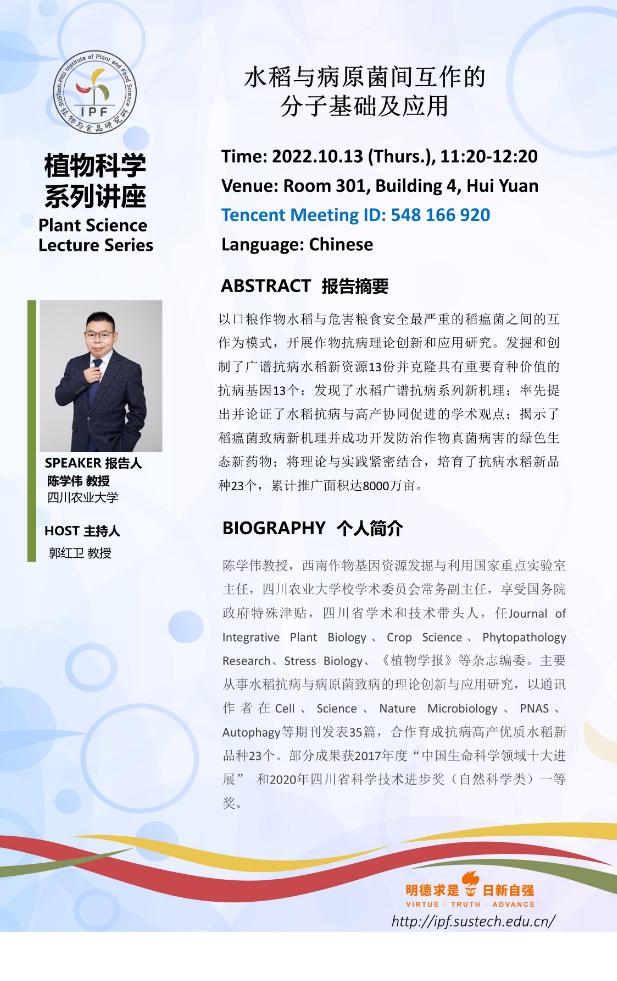 SUSTech-PKU Institute of Plant and Food Science
IPF
植物与食品研究所
植物科学
系列讲座
Plant Science
Lecture Series
水稻与病原菌间互作的
分子基础及应用
Time: 2022.10.13 (Thurs.), 11:20-12:20
Venue: Room 301, Building 4, Hui Yuan
Tencent Meeting ID: 548 166 920
Language: Chinese
ABSTRACT 报告摘要
以口粮作物水稻与危害粮食安全最严重的稻瘟菌之间的互
作为模式，开展作物抗病理论创新和应用研究。发掘和创
制了广谱抗病水稻新资源13份并克隆具有重要育种价值的
抗病基因13个；发现了水稻广谱抗病系列新机理；率先提
出并论证了水稻抗病与高产协同促进的学术观点；揭示了
稻瘟菌致病新机理并成功开发防治作物真菌病害的绿色生
态新药物；将理论与实践紧密结合，培育了抗病水稻新品
种23个，累计推广面积达8000万亩。
SPEAKER 报告人
陈学伟 教授
四川农业大学
HOST 主持人
郭红卫 教授
BIOGRAPHY 个人简介
陈学伟教授，西南作物基因资源发掘与利用国家重点实验室
主任，四川农业大学校学术委员会常务副主任，享受国务院
政府特殊津贴，四川省学术和技术带头人，任Journal of
Integrative Plant Biology、Crop Science、Phytopathology
Research、Stress Biology、《植物学报》等杂志编委。主要
从事水稻抗病与病原菌致病的理论创新与应用研究，以通讯
作者在Cell、Science、Nature Microbiology、PNAS、
Autophagy等期刊发表35篇，合作育成抗病高产优质水稻新
品种23个。部分成果获2017年度“中国生命科学领域十大进
展” 和2020年四川省科学技术进步奖（自然科学类）一等
奖。
明德求是 日新自强
VIRTUE | TRUTH | ADVANCE
http://ipf.sustech.edu.cn/